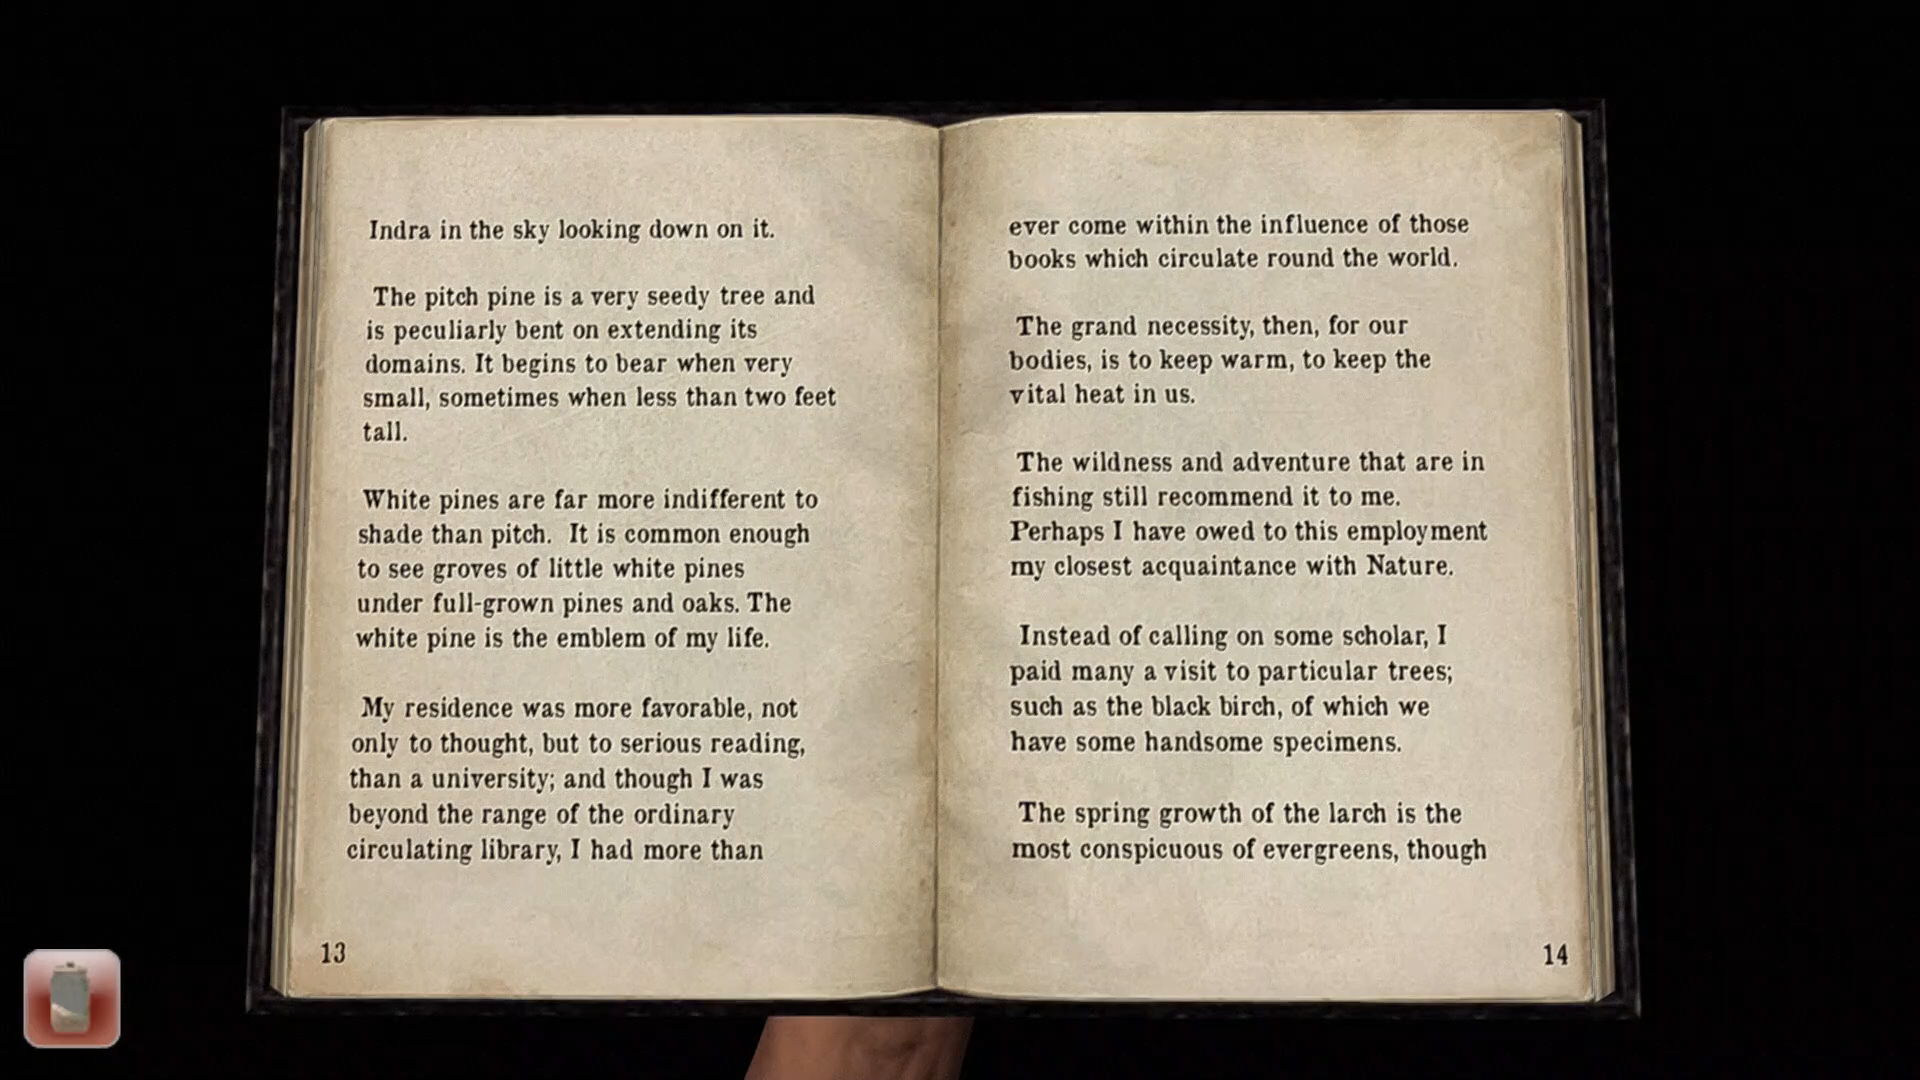 Indra in the sky looking down on it.
The pitch pine is a very seedy tree and
is peculiarly bent on extending its
domains. It begins to bear when very
small, sometimes when less than two feet
tall.
White pines are far more indifferent to
shade than pitch.  It is common enough
to see groves of little white pines
under full-grown pines and oaks. The
white pine is the emblem of my life.
My residence was more favorable, not
only to thought, but to serious reading,
than a university; and though I was
beyond the range of the ordinary
circulating library, I had more than
13
ever come within the influence of those
books which circulate round the world.
The grand necessity, then, for our
bodies, is to keep warm, to keep the
vital heat in us.
The wildness and adventure that are in
fishing still recommend it to me.
Perhaps I have owed to this employment
my closest acquaintance with Nature.
Instead of calling on some scholar, I
paid many a visit to particular trees;
such as the black birch, of which we
have some handsome specimens.
The spring growth of the larch is the
most conspicuous of evergreens, though
14